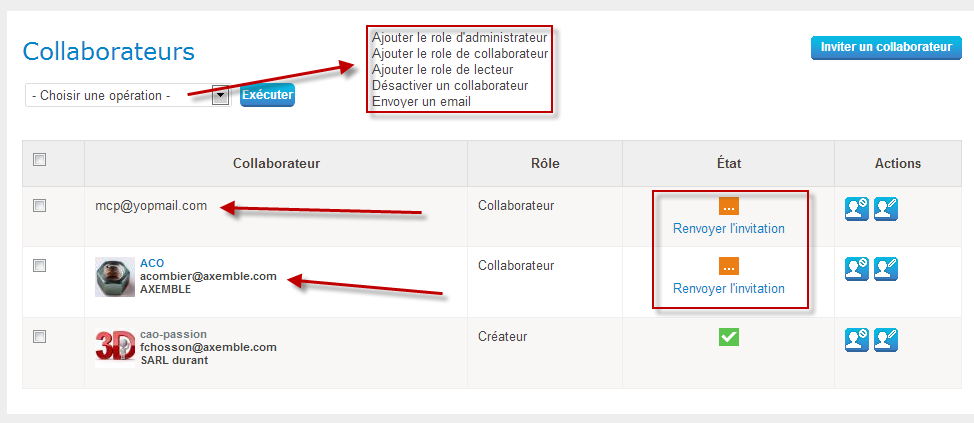 Collaborateurs
Ajouter le role d'administrateur
Ajouter le role de collaborateur
Ajouter le role de lecteur
Désactiver un collaborateur
Envoyer un email
Inviter un collaborateur
- Choisir une opération -
Exécuter
Collaborateur Rôle État Actions
mcp@yopmail.com Collaborateur ...
Renvoyer l'invitation
ACO Collaborateur ...
acombier@axemble.com
AXEMBLE Renvoyer l'invitation
3D cao-passion Créateur
fchosson@axemble.com
SARL durant